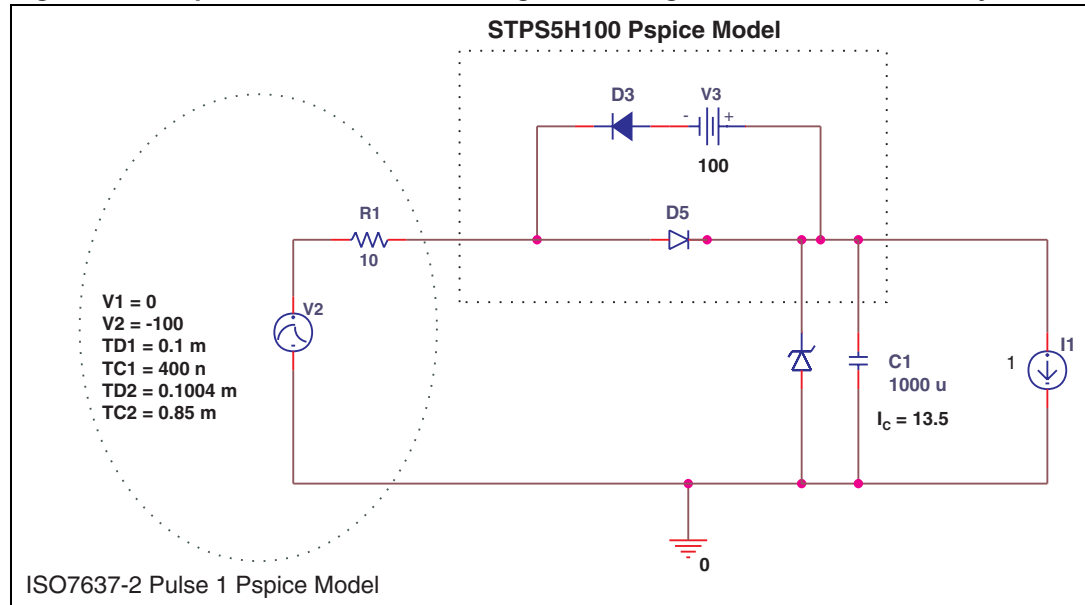 STPS5H100 Pspice Model
D3
V3
-
+
100
R1
10
D5
V2
V1 = 0
V2 = -100
TD1 = 0.1 m
TC1 = 400 n
TD2 = 0.1004 m
TC2 = 0.85 m
C1
1000 u
Ic = 13.5
1
I1
0
ISO7637-2 Pulse 1 Pspice Model